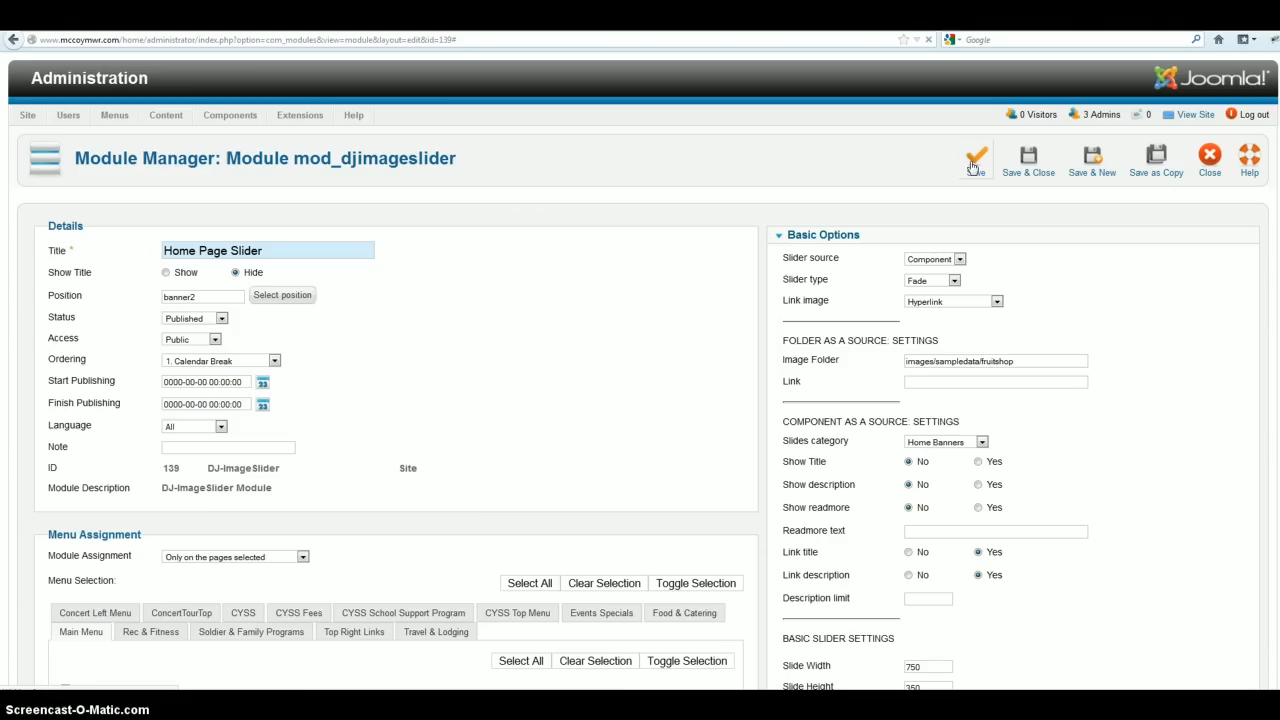 www.mccoymwr.com/home/administrator/index.php?option=com_modules&view=module&layout=edit&id=139#
Google
Administration
Joomla!
Site Users Menus Content Components Extensions Help
0 Visitors 3 Admins 0 View Site Log out
Module Manager: Module mod_djimageslider
Save & Close Save & New Save as Copy Close Help
Details
Title *
Home Page Slider
Show Title
Show Hide
Position
banner2
Select position
Status
Published
Access
Public
Ordering
1. Calendar Break
Start Publishing
0000-00-00 00:00:00
23
Finish Publishing
0000-00-00 00:00:00
23
Language
All
Note
ID
139 DJ-ImageSlider Site
Module Description
DJ-ImageSlider Module
Menu Assignment
Module Assignment
Only on the pages selected
Menu Selection:
Select All Clear Selection Toggle Selection
Concert Left Menu ConcertTourTop CYSS CYSS Fees CYSS School Support Program CYSS Top Menu Events Specials Food & Catering
Main Menu Rec & Fitness Soldier & Family Programs Top Right Links Travel & Lodging
Select All Clear Selection Toggle Selection
Basic Options
Slider source
Component
Slider type
Fade
Link image
Hyperlink
FOLDER AS A SOURCE: SETTINGS
Image Folder
images/sampledata/fruitshop
Link
COMPONENT AS A SOURCE: SETTINGS
Slides category
Home Banners
Show Title
No Yes
Show description
No Yes
Show readmore
No Yes
Readmore text
Link title
No Yes
Link description
No Yes
Description limit
BASIC SLIDER SETTINGS
Slide Width
750
Slide Height
350
Screencast-O-Matic.com